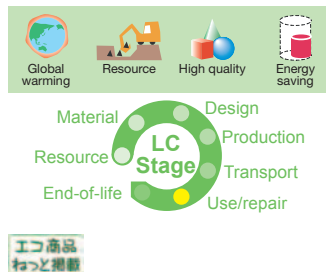 Global
warming
Resource
High quality
Energy
saving
Material
Design
Production
Resource
LC
Stage
Transport
End-of-life
Use/repair
エコ商品
ねっと掲載